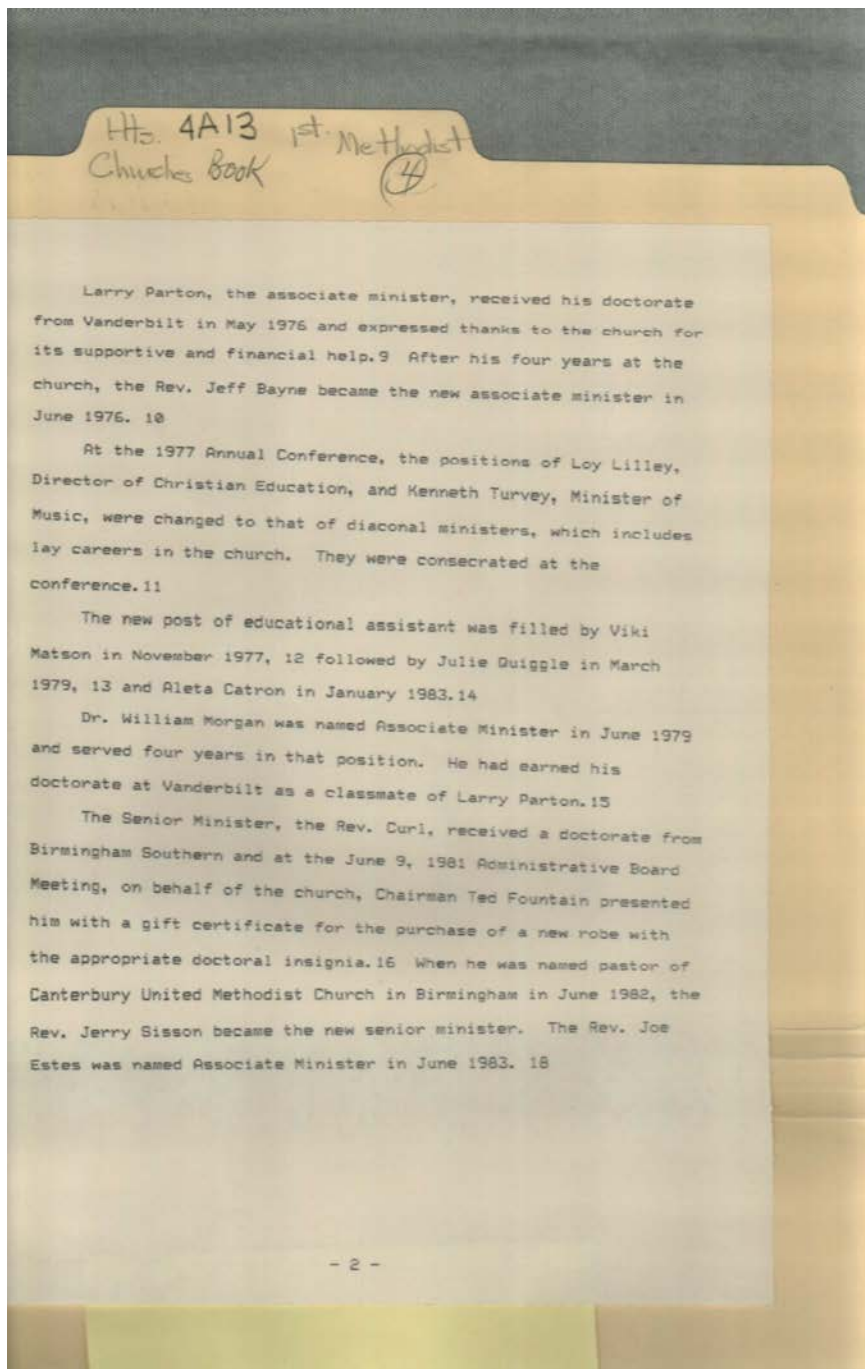 Hts. 4A13 1st. Methodist
Churches Book 4
Larry Parton, the associate minister, received his doctorate
from Vanderbilt in May 1976 and expressed thanks to the church for
its supportive and financial help.9 After his four years at the
church, the Rev. Jeff Bayne became the new associate minister in
June 1976. 10
At the 1977 Annual Conference, the positions of Loy Lilley,
Director of Christian Education, and Kenneth Turvey, Minister of
Music, were changed to that of diaconal ministers, which includes
lay careers in the church. They were consecrated at the
conference.11
The new post of educational assistant was filled by Viki
Matson in November 1977, 12 followed by Julie Quiggle in March
1979, 13 and Aleta Catron in January 1983.14
Dr. William Morgan was named Associate Minister in June 1979
and served four years in that position. He had earned his
doctorate at Vanderbilt as a classmate of Larry Parton.15
The Senior Minister, the Rev. Curl, received a doctorate from
Birmingham Southern and at the June 9, 1981 Administrative Board
Meeting, on behalf of the church, Chairman Ted Fountain presented
him with a gift certificate for the purchase of a new robe with
the appropriate doctoral insignia.16 When he was named pastor of
Canterbury United Methodist Church in Birmingham in June 1982, the
Rev. Jerry Sisson became the new senior minister. The Rev. Joe
Estes was named Associate Minister in June 1983. 18
- 2 -